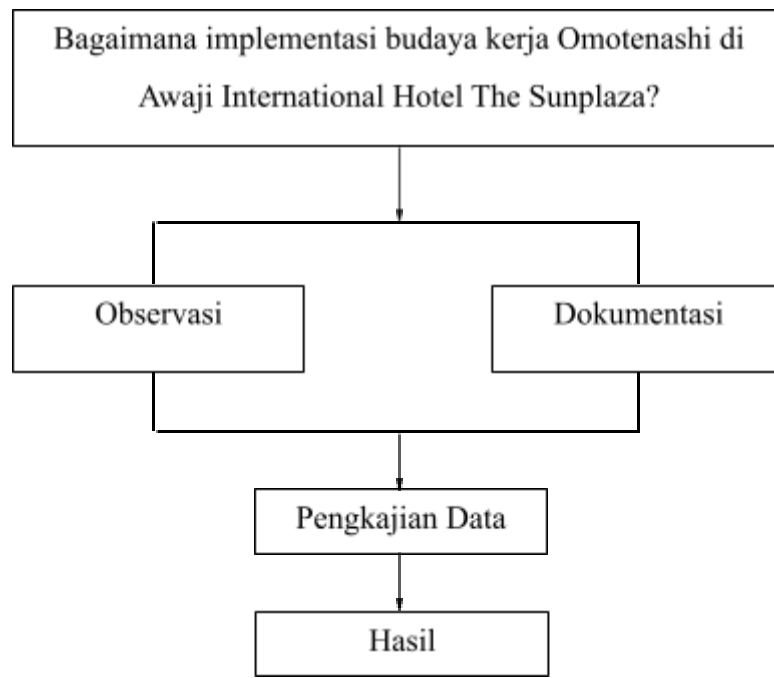 Bagaimana implementasi budaya kerja Omotenashi di
Awaji International Hotel The Sunplaza?
Observasi
Dokumentasi
Pengkajian Data
Hasil